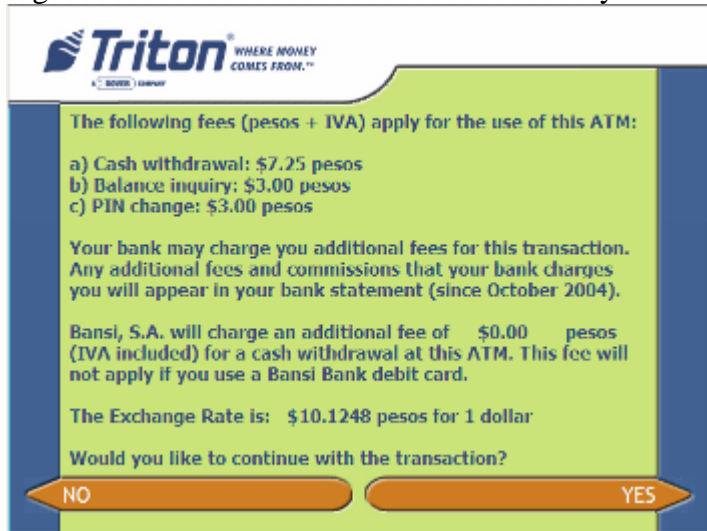 Triton WHERE MONEY
COMES FROM.™
A DOVER COMPANY
The following fees (pesos + IVA) apply for the use of this ATM:
a) Cash withdrawal: $7.25 pesos
b) Balance inquiry: $3.00 pesos
c) PIN change: $3.00 pesos
Your bank may charge you additional fees for this transaction.
Any additional fees and commissions that your bank charges
you will appear in your bank statement (since October 2004).
Bansi, S.A. will charge an additional fee of $0.00 pesos
(IVA included) for a cash withdrawal at this ATM. This fee will
not apply if you use a Bansi Bank debit card.
The Exchange Rate is: $10.1248 pesos for 1 dollar
Would you like to continue with the transaction?
NO YES